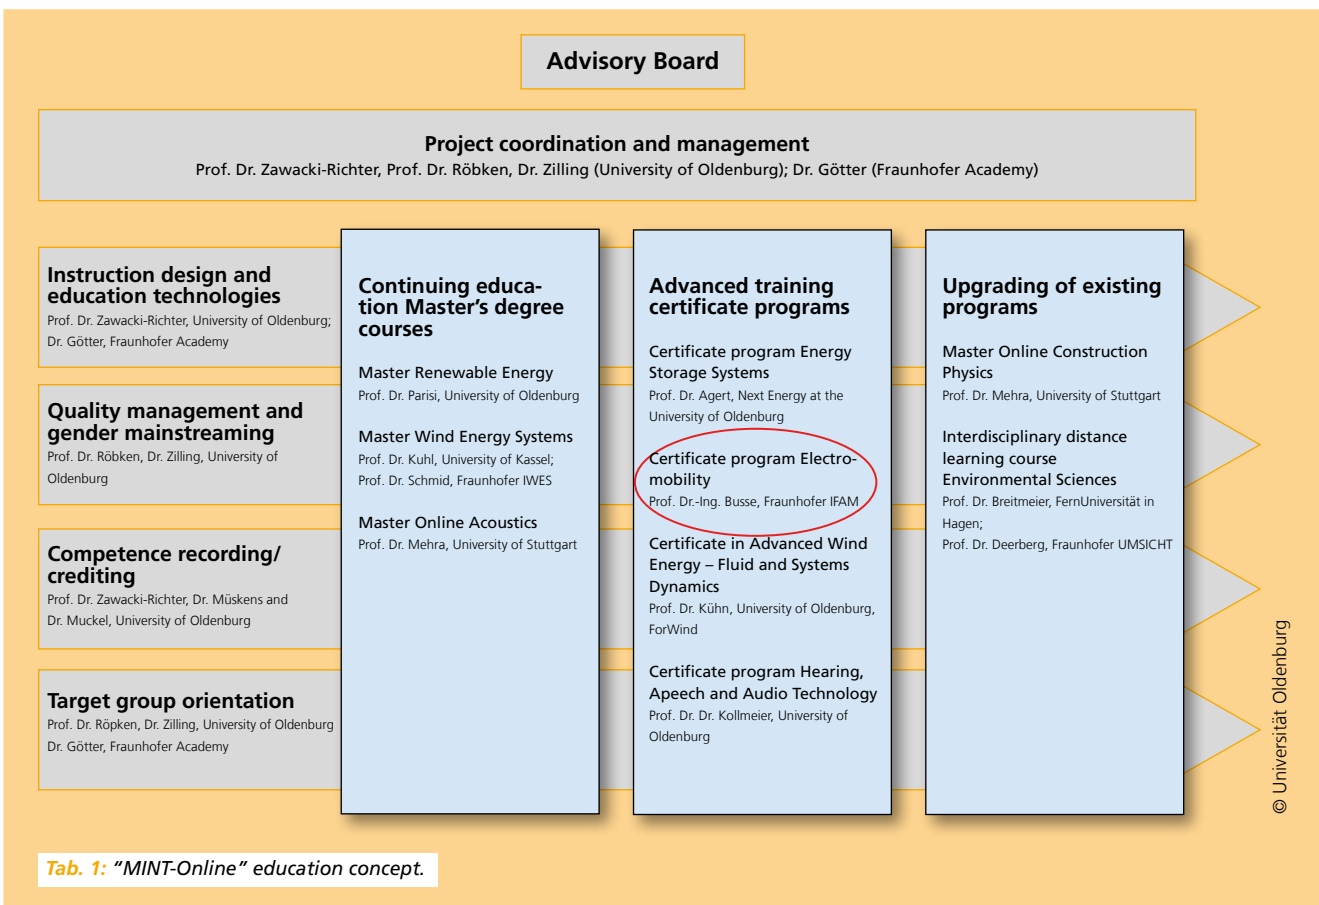 Advisory Board
Project coordination and management
Prof. Dr. Zawacki-Richter, Prof. Dr. Röbken, Dr. Zilling (University of Oldenburg); Dr. Götter (Fraunhofer Academy)
Instruction design and
education technologies
Prof. Dr. Zawacki-Richter, University of Oldenburg;
Dr. Götter, Fraunhofer Academy
Quality management and
gender mainstreaming
Prof. Dr. Röbken, Dr. Zilling, University of
Oldenburg
Competence recording/
crediting
Prof. Dr. Zawacki-Richter, Dr. Müskens and
Dr. Muckel, University of Oldenburg
Target group orientation
Prof. Dr. Röpken, Dr. Zilling, University of Oldenburg
Dr. Götter, Fraunhofer Academy
Continuing educa-
tion Master’s degree
courses
Master Renewable Energy
Prof. Dr. Parisi, University of Oldenburg
Master Wind Energy Systems
Prof. Dr. Kuhl, University of Kassel;
Prof. Dr. Schmid, Fraunhofer IWES
Master Online Acoustics
Prof. Dr. Mehra, University of Stuttgart
Advanced training
certificate programs
Certificate program Energy
Storage Systems
Prof. Dr. Agert, Next Energy at the
University of Oldenburg
Certificate program Electro-
mobility
Prof. Dr.-Ing. Busse, Fraunhofer IFAM
Certificate in Advanced Wind
Energy – Fluid and Systems
Dynamics
Prof. Dr. Kühn, University of Oldenburg,
ForWind
Certificate program Hearing,
Apeech and Audio Technology
Prof. Dr. Dr. Kollmeier, University of
Oldenburg
Upgrading of existing
programs
Master Online Construction
Physics
Prof. Dr. Mehra, University of Stuttgart
Interdisciplinary distance
learning course
Environmental Sciences
Prof. Dr. Breitmeier, FernUniversität in
Hagen;
Prof. Dr. Deerberg, Fraunhofer UMSICHT
© Universität Oldenburg
Tab. 1: “MINT-Online” education concept.